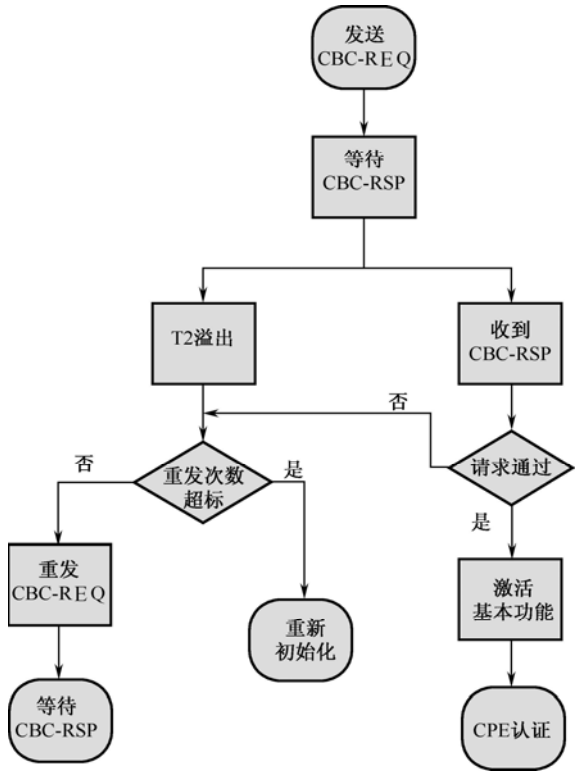 发送
CBC-REQ
等待
CBC-RSP
T2溢出
收到
CBC-RSP
否
请求通过
否
重发次数
超标
是
是
重发
CBC-REQ
激活
基本功能
重新
初始化
等待
CBC-RSP
CPE认证